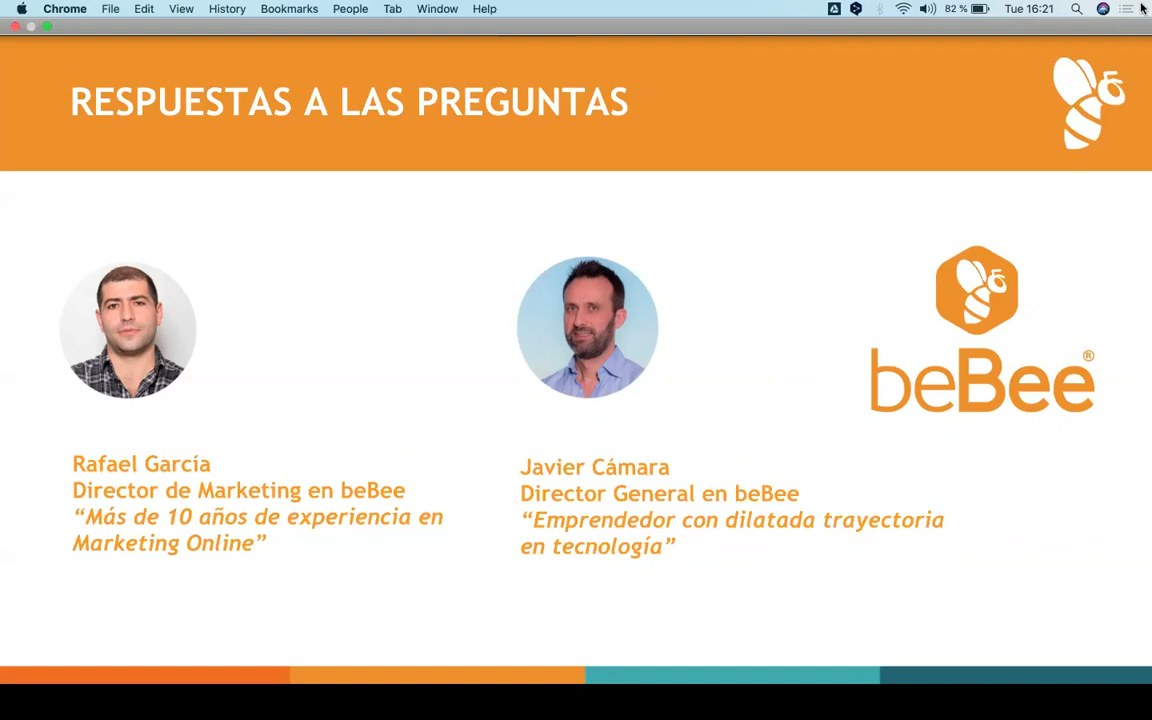 Chrome File Edit View History Bookmarks People Tab Window Help 82 % Tue 16:21
RESPUESTAS A LAS PREGUNTAS
beBee®
Rafael García
Director de Marketing en beBee
“Más de 10 años de experiencia en
Marketing Online”
Javier Cámara
Director General en beBee
“Emprendedor con dilatada trayectoria
en tecnología”